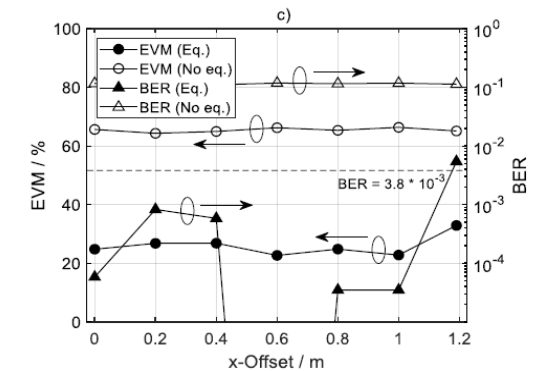 c)
100
80
60
40
20
0
EVM / %
EVM (Eq.)
EVM (No eq.)
BER (Eq.)
BER (No eq.)
BER = 3.8 * 10^-3
10^0
10^-1
10^-2
10^-3
10^-4
BER
0 0.2 0.4 0.6 0.8 1 1.2
x-Offset / m